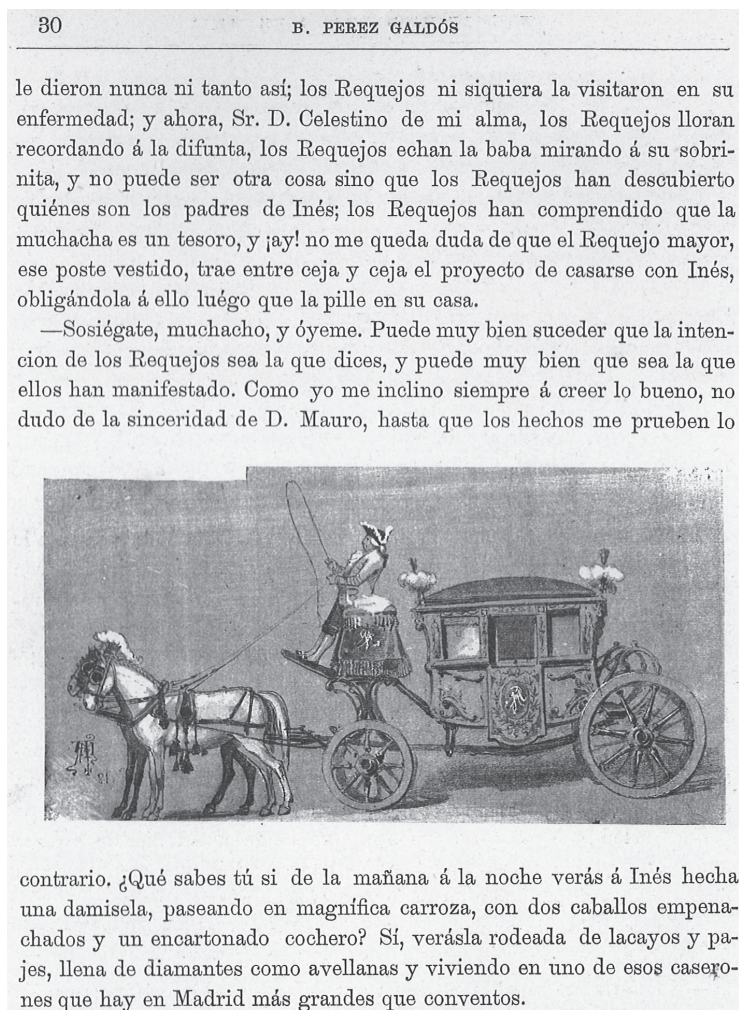 30
B. PEREZ GALDÓS
le dieron nunca ni tanto así; los Requejos ni siquiera la visitaron en su
enfermedad; y ahora, Sr. D. Celestino de mi alma, los Requejos lloran
recordando á la difunta, los Requejos echan la baba mirando á su sobri-
nita, y no puede ser otra cosa sino que los Requejos han descubierto
quiénes son los padres de Inés; los Requejos han comprendido que la
muchacha es un tesoro, y ¡ay! no me queda duda de que el Requejo mayor,
ese poste vestido, trae entre ceja y ceja el proyecto de casarse con Inés,
obligándola á ello luégo que la pille en su casa.
—Sosiégate, muchacho, y óyeme. Puede muy bien suceder que la inten-
cion de los Requejos sea la que dices, y puede muy bien que sea la que
ellos han manifestado. Como yo me inclino siempre á creer lo bueno, no
dudo de la sinceridad de D. Mauro, hasta que los hechos me prueben lo
contrario. ¿Qué sabes tú si de la mañana á la noche verás á Inés hecha
una damisela, paseando en magnífica carroza, con dos caballos empena-
chados y un encartonado cochero? Sí, verásla rodeada de lacayos y pa-
jes, llena de diamantes como avellanas y viviendo en uno de esos casero-
nes que hay en Madrid más grandes que conventos.